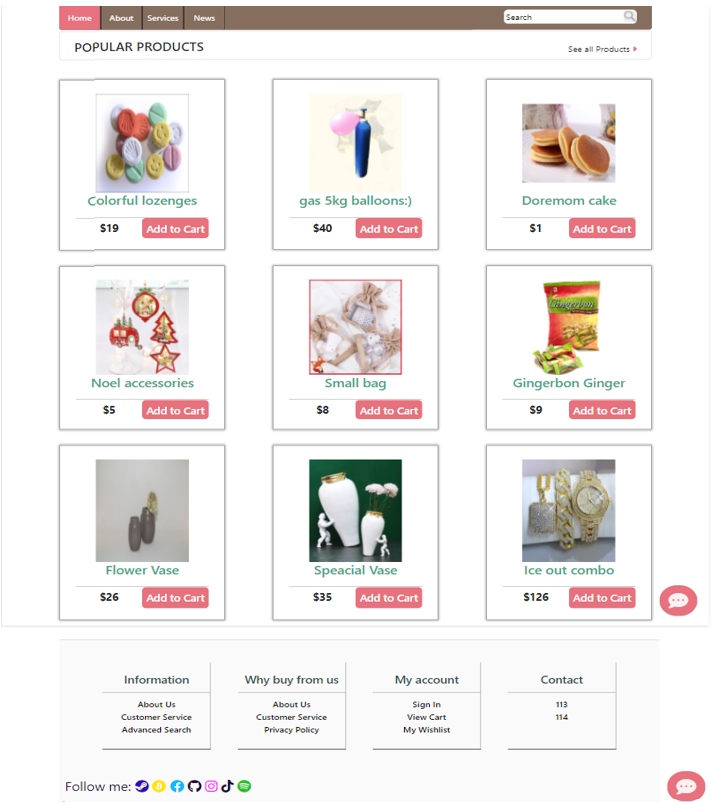 Home About Services News Search
POPULAR PRODUCTS See all Products
Colorful lozenges gas 5kg balloons:) Doremom cake
$19 Add to Cart $40 Add to Cart $1 Add to Cart
Gingerbon
Noel accessories Small bag Gingerbon Ginger
$5 Add to Cart $8 Add to Cart $9 Add to Cart
Flower Vase Speacial Vase Ice out combo
$26 Add to Cart $35 Add to Cart $126 Add to Cart
Information Why buy from us My account Contact
About Us About Us Sign In 113
Customer Service Customer Service View Cart 114
Advanced Search Privacy Policy My Wishlist
Follow me: